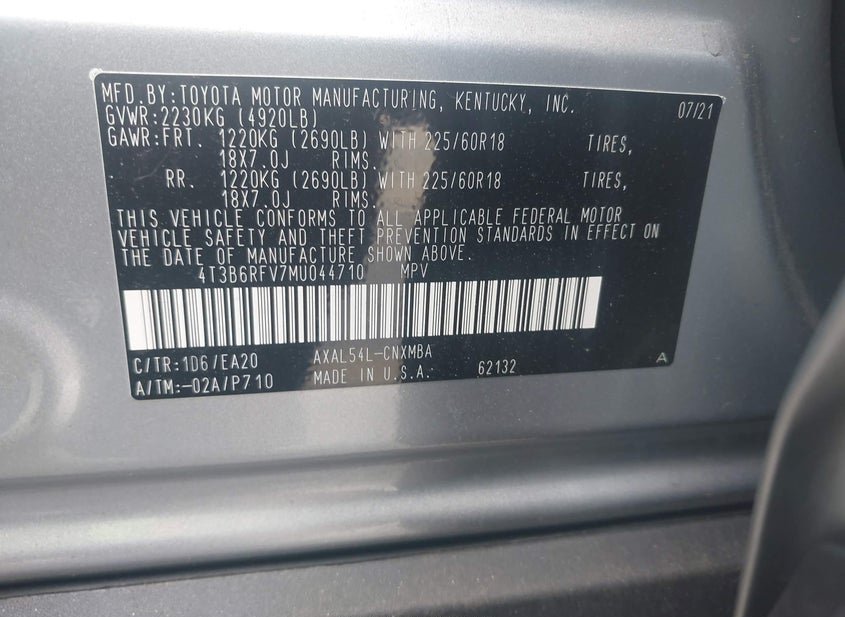 MFD.BY:TOYOTA MOTOR MANUFACTURING, KENTUCKY, INC. 07/21
GVWR:2230KG (4920LB)
GAWR:FRT. 1220KG (2690LB) WITH 225/60R18 TIRES,
18X7.0J RIMS.
RR. 1220KG (2690LB) WITH 225/60R18 TIRES,
18X7.0J RIMS.
THIS VEHICLE CONFORMS TO ALL APPLICABLE FEDERAL MOTOR
VEHICLE SAFETY AND THEFT PREVENTION STANDARDS IN EFFECT ON
THE DATE OF MANUFACTURE SHOWN ABOVE.
4T3B6RFV7MU044710 MPV
C/TR:1D6/EA20 AXAL54L-CNXMBA
A/TM:-02A/P710 MADE IN U.S.A. 62132 A